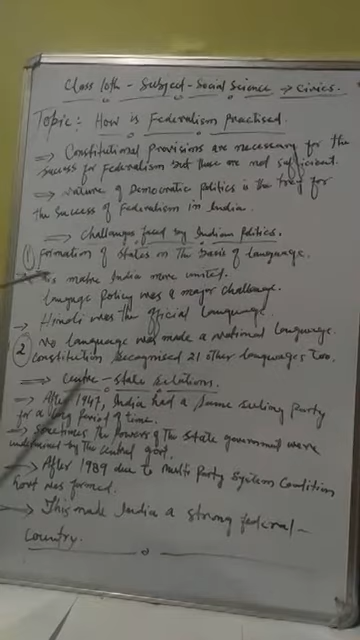 Class 10th - Subject - Social Science → Civics.
Topic: How is Federalism Practised.
⇒ Constitutional Provisions are necessary for the
success for Federalism but these are not sufficient.
⇒ Nature of Democratic Politics is the
the success of Federalism in India.
⇒ Challenges faced by Indian Politics.
① Formation of States on the basis of language.
is make India more united.
language Policy was a major challenge.
→ Hindi was the official language.
② No language was made a National language.
Constitution recognised 21 other languages too.
⇒ Centre - State relations.
→ After 1947, India had a same ruling Party
for a long Period of time.
→ Sometimes the Powers of the State government were
undermined by the Central govt.
→ After 1989 due to Multi Party System Coalition
Govt was formed.
→ This made India a strong federal -
country.